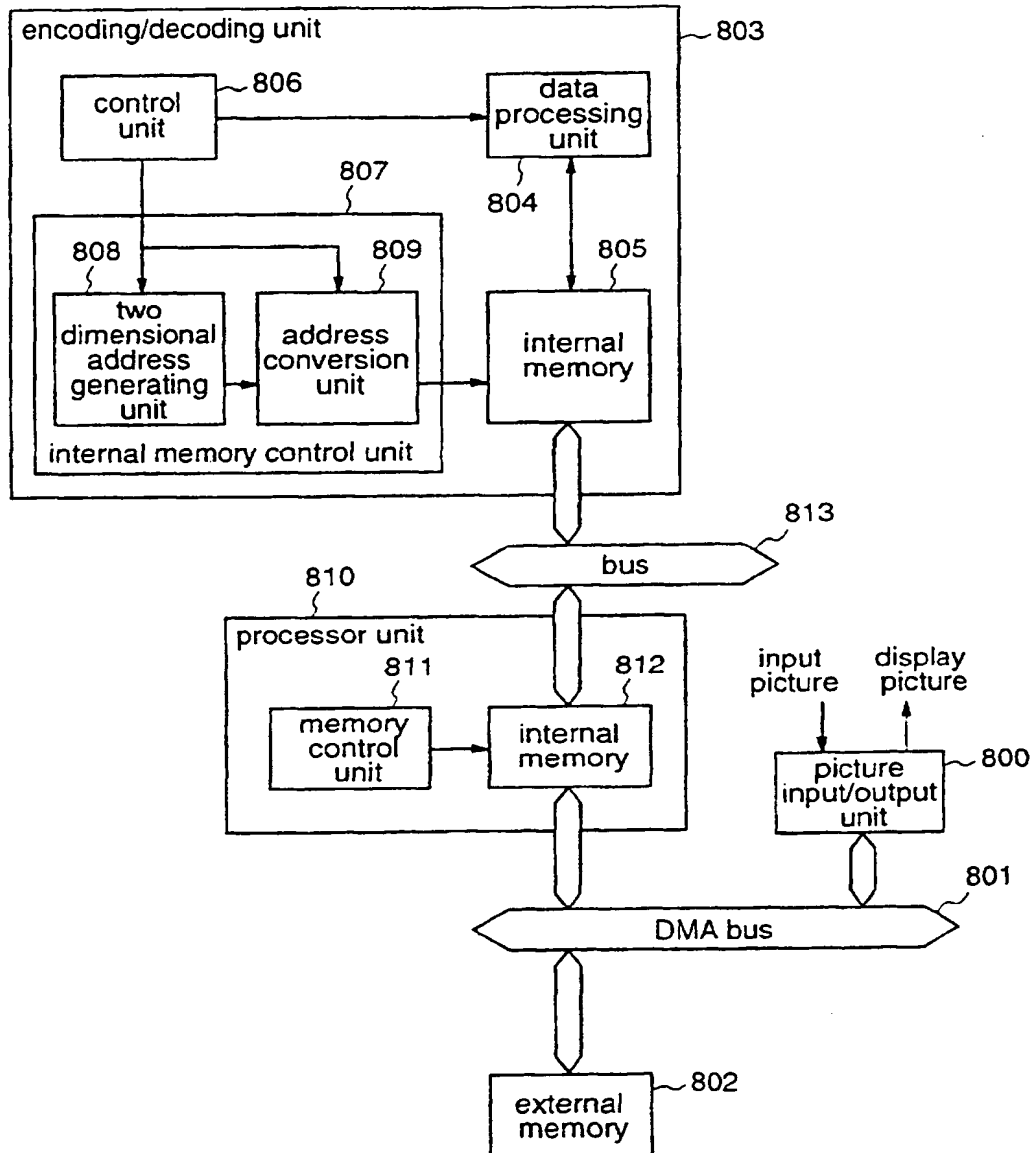 encoding/decoding unit
803
806
control
unit
data
processing
unit
804
807
808
809
805
two
dimensional
address
generating
unit
address
conversion
unit
internal
memory
internal memory control unit
813
bus
810
processor unit
811
812
memory
control
unit
internal
memory
input
picture
display
picture
800
picture
input/output
unit
801
DMA bus
802
external
memory